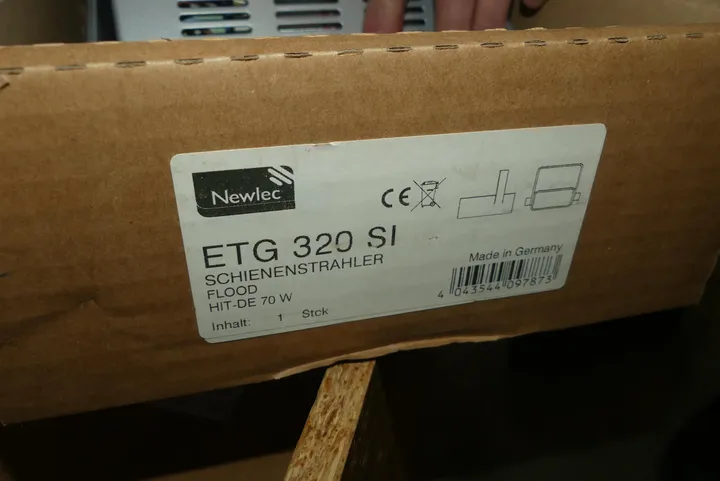 Newlec
CE
ETG 320 SI
SCHIENENSTRAHLER
FLOOD
HIT-DE 70 W
Inhalt: 1 Stck
Made in Germany
4 043544 097873